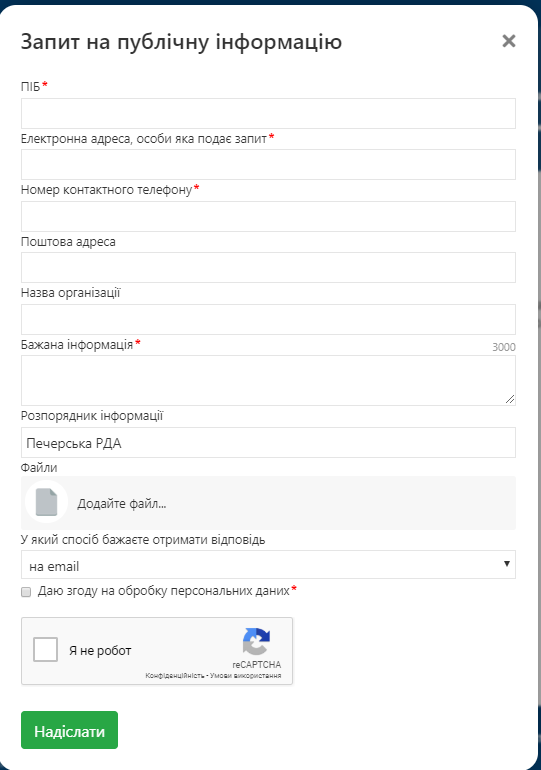 Запит на публічну інформацію
ПІБ*
Електронна адреса, особи яка подає запит*
Номер контактного телефону*
Поштова адреса
Назва організації
Бажана інформація* 3000
Розпорядник інформації
Печерська РДА
Файли
Додайте файл...
У який спосіб бажаєте отримати відповідь
на email
Даю згоду на обробку персональних даних*
Я не робот
reCAPTCHA
Конфіденційність - Умови використання
Надіслати